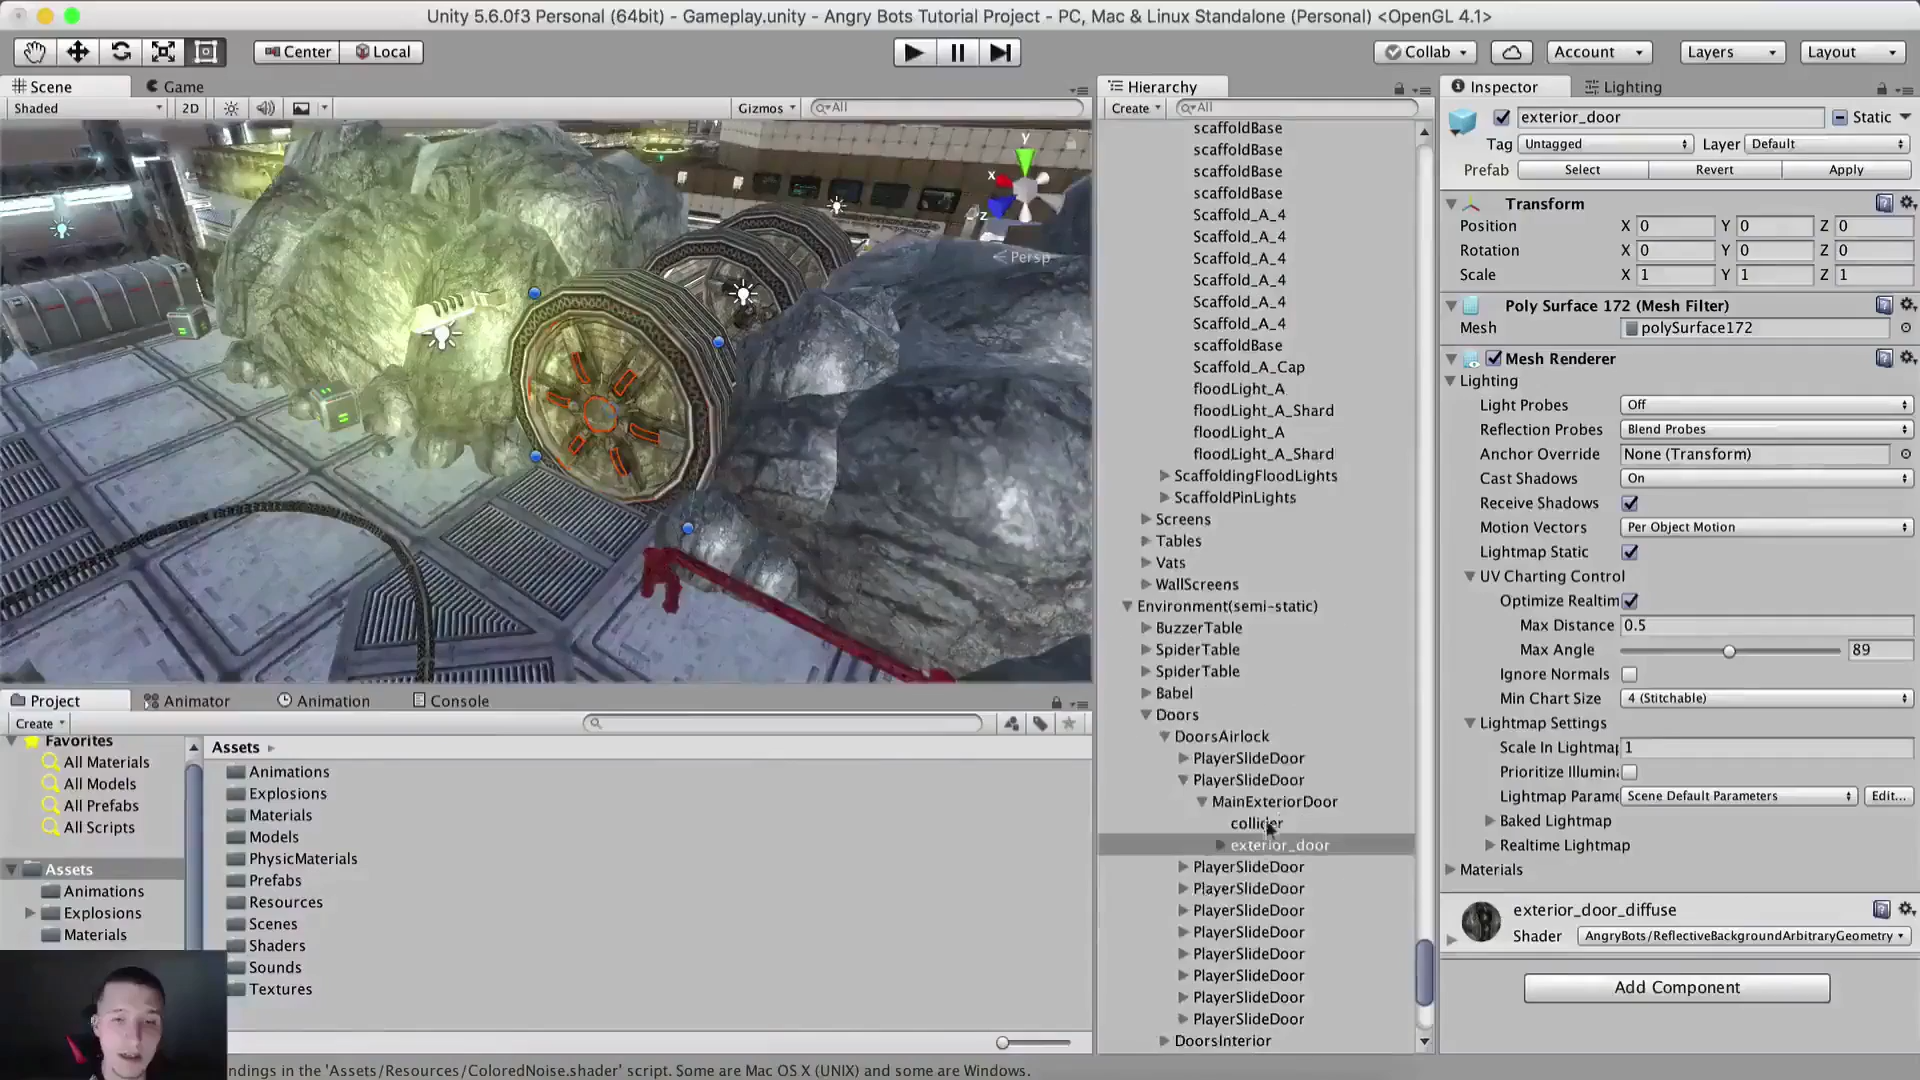 Unity 5.6.0f3 Personal (64bit) - Gameplay.unity - Angry Bots Tutorial Project - PC, Mac & Linux Standalone (Personal) <OpenGL 4.1>
Center Local Collab Account Layers Layout
Scene Game
Shaded 2D Gizmos All
y
x
z
Persp
Project Animator Animation Console
Create
Favorites
All Materials
All Models
All Prefabs
All Scripts
Assets
Animations
Explosions
Materials
Assets
Animations
Explosions
Materials
Models
PhysicMaterials
Prefabs
Resources
Scenes
Shaders
Sounds
Textures
ndings in the 'Assets/Resources/ColoredNoise.shader' script. Some are Mac OS X (UNIX) and some are Windows.
Hierarchy
Create All
scaffoldBase
scaffoldBase
scaffoldBase
scaffoldBase
Scaffold_A_4
Scaffold_A_4
Scaffold_A_4
Scaffold_A_4
Scaffold_A_4
Scaffold_A_4
scaffoldBase
Scaffold_A_Cap
floodLight_A
floodLight_A_Shard
floodLight_A
floodLight_A_Shard
ScaffoldingFloodLights
ScaffoldPinLights
Screens
Tables
Vats
WallScreens
Environment(semi-static)
BuzzerTable
SpiderTable
SpiderTable
Babel
Doors
DoorsAirlock
PlayerSlideDoor
PlayerSlideDoor
MainExteriorDoor
collider
exterior_door
PlayerSlideDoor
PlayerSlideDoor
PlayerSlideDoor
PlayerSlideDoor
PlayerSlideDoor
PlayerSlideDoor
PlayerSlideDoor
PlayerSlideDoor
DoorsInterior
Inspector Lighting
exterior_door Static
Tag Untagged Layer Default
Prefab Select Revert Apply
Transform
Position X 0 Y 0 Z 0
Rotation X 0 Y 0 Z 0
Scale X 1 Y 1 Z 1
Poly Surface 172 (Mesh Filter)
Mesh polySurface172
Mesh Renderer
Lighting
Light Probes Off
Reflection Probes Blend Probes
Anchor Override None (Transform)
Cast Shadows On
Receive Shadows
Motion Vectors Per Object Motion
Lightmap Static
UV Charting Control
Optimize Realtim
Max Distance 0.5
Max Angle 89
Ignore Normals
Min Chart Size 4 (Stitchable)
Lightmap Settings
Scale In Lightmap 1
Prioritize Illumin
Lightmap Parame Scene Default Parameters Edit...
Baked Lightmap
Realtime Lightmap
Materials
exterior_door_diffuse
Shader AngryBots/ReflectiveBackgroundArbitraryGeometry
Add Component